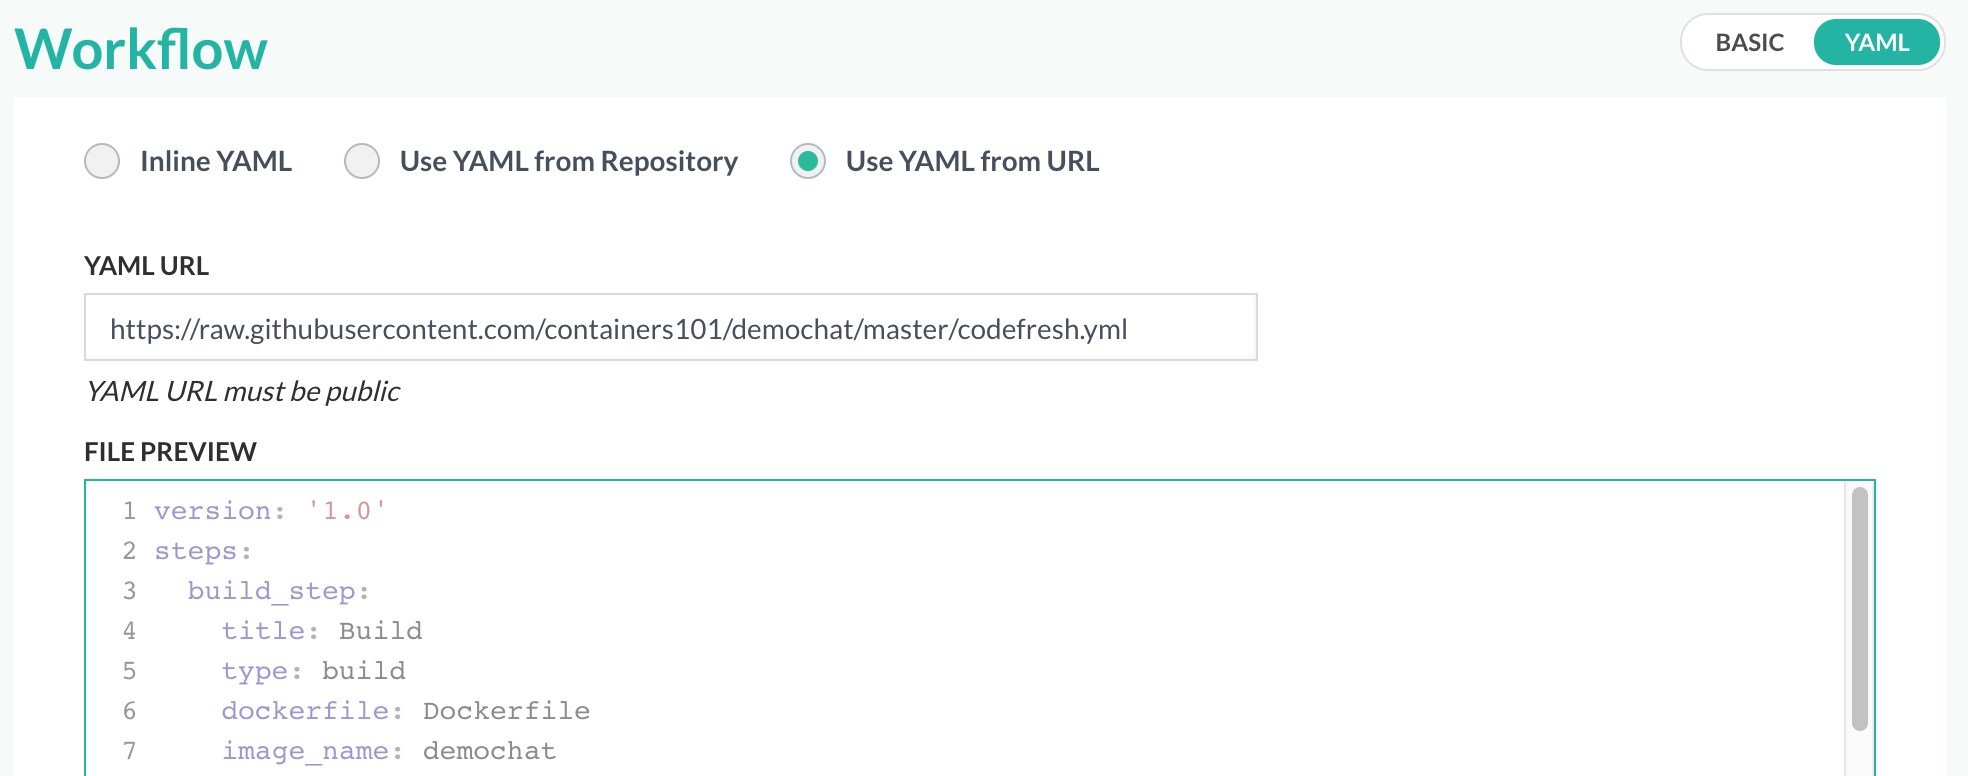 Workflow
BASIC YAML
Inline YAML Use YAML from Repository Use YAML from URL
YAML URL
https://raw.githubusercontent.com/containers101/demochat/master/codefresh.yml
YAML URL must be public
FILE PREVIEW
1 version: '1.0'
2 steps:
3   build_step:
4     title: Build
5     type: build
6     dockerfile: Dockerfile
7     image_name: demochat